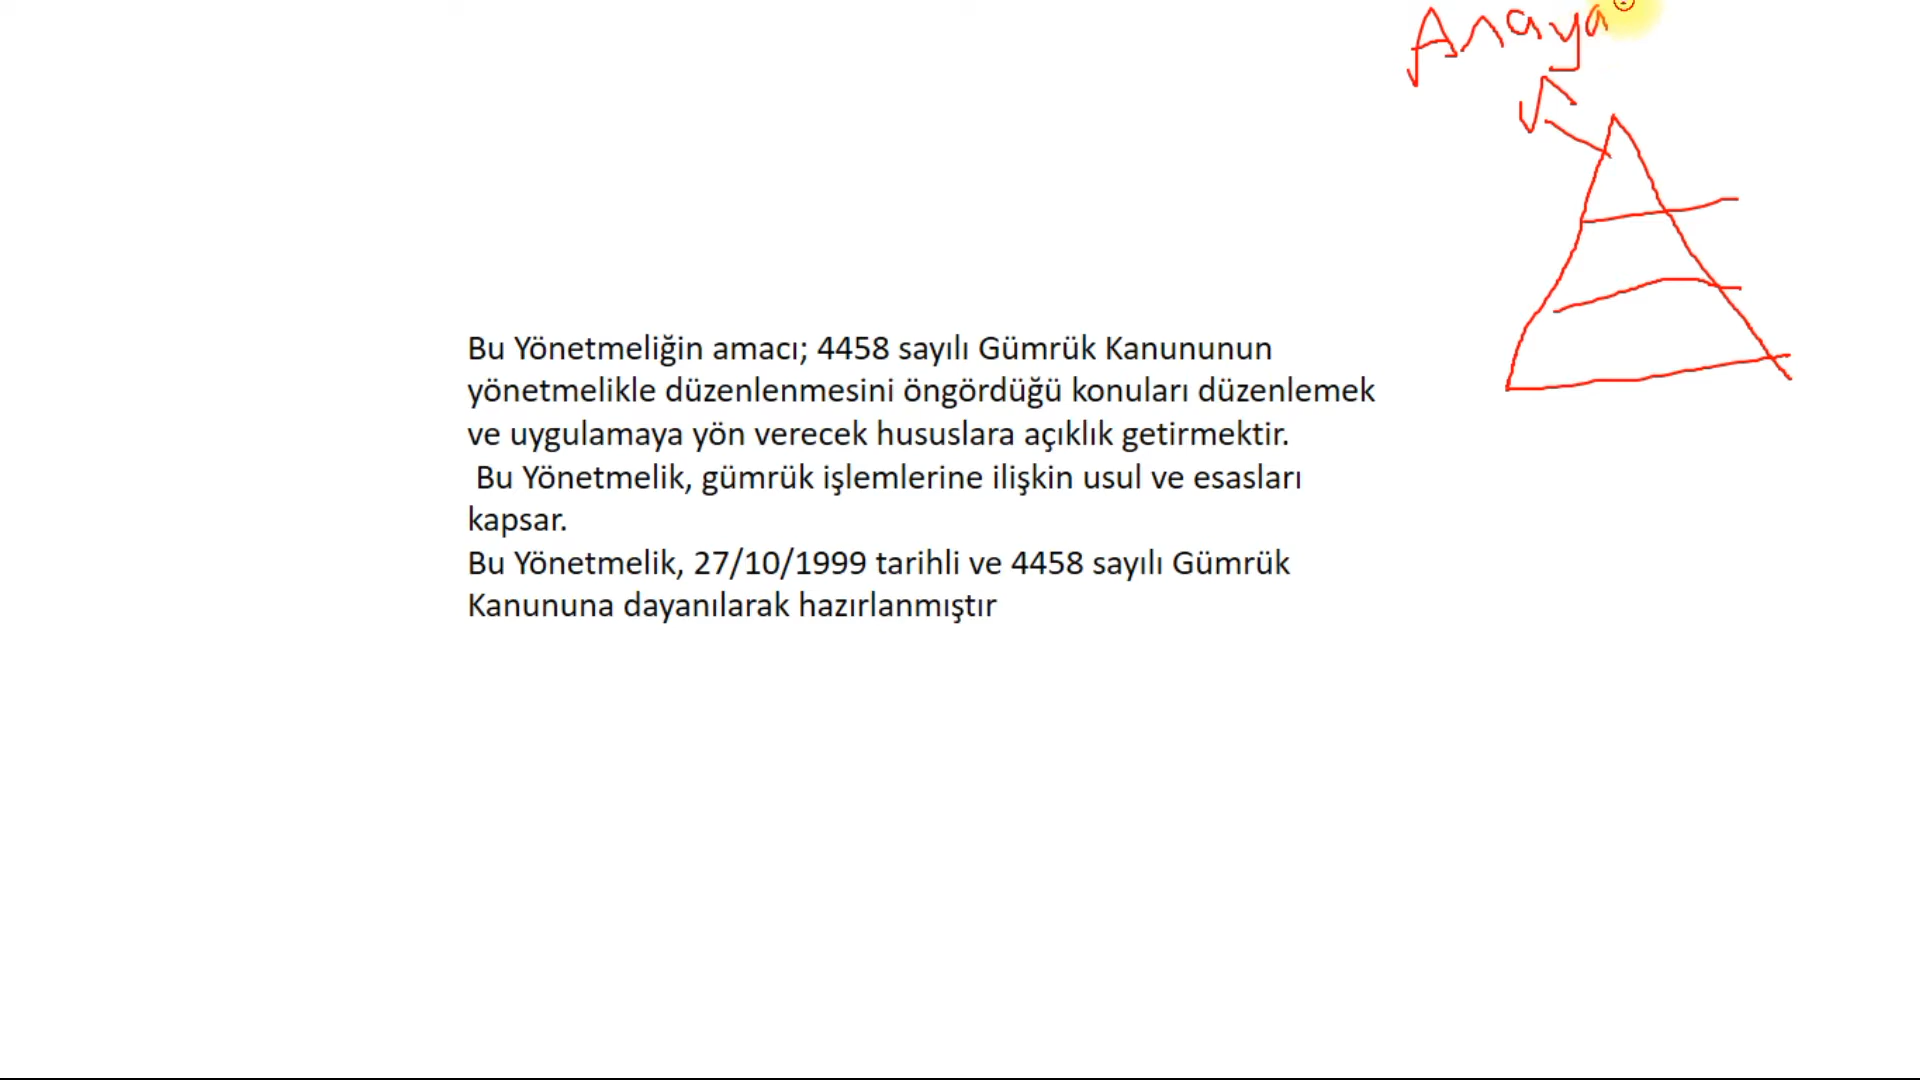 Anaya
Bu Yönetmeliğin amacı; 4458 sayılı Gümrük Kanununun
yönetmelikle düzenlenmesini öngördüğü konuları düzenlemek
ve uygulamaya yön verecek hususlara açıklık getirmektir.
Bu Yönetmelik, gümrük işlemlerine ilişkin usul ve esasları
kapsar.
Bu Yönetmelik, 27/10/1999 tarihli ve 4458 sayılı Gümrük
Kanununa dayanılarak hazırlanmıştır